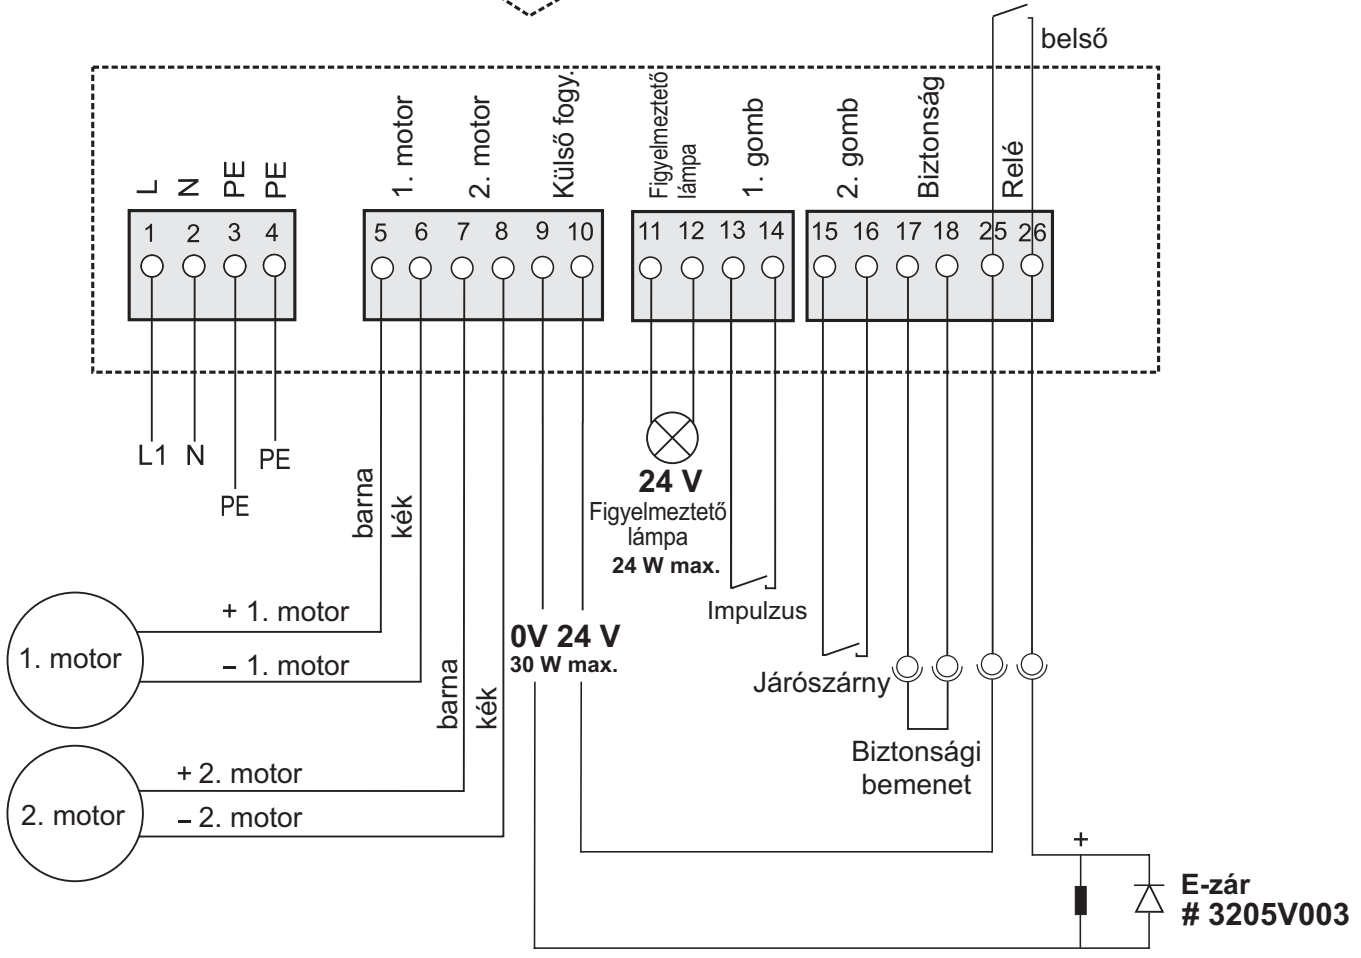 belső
L
N
PE
PE
1. motor
2. motor
Külső fogy.
Figyelmeztető
lámpa
1. gomb
2. gomb
Biztonság
Relé
1 2 3 4
5 6 7 8 9 10
11 12 13 14
15 16 17 18 25 26
L1 N
PE
PE
barna
kék
24 V
Figyelmeztető
lámpa
24 W max.
Impulzus
+ 1. motor
1. motor
– 1. motor
0V 24 V
30 W max.
barna
kék
Járószárny
Biztonsági
bemenet
+ 2. motor
2. motor
– 2. motor
+
E-zár
# 3205V003